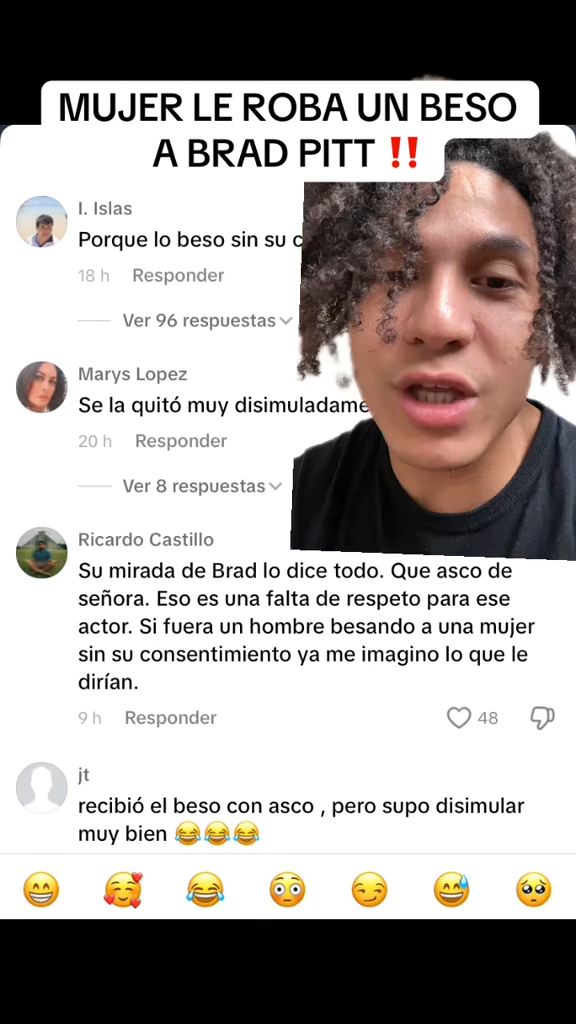 MUJER LE ROBA UN BESO
A BRAD PITT ‼️
I. Islas
Porque lo beso sin su
18 h Responder
Ver 96 respuestas
Marys Lopez
Se la quitó muy
20 h Responder
Ver 8 respuestas
Ricardo Castillo
Su mirada de Brad lo dice todo. Que asco de
señora. Eso es una falta de respeto para ese
actor. Si fuera un hombre besando a una mujer
sin su consentimiento ya me imagino lo que le
dirían.
9 h Responder 48
jt
recibió el beso con asco , pero supo disimular
muy bien 😂😂😂